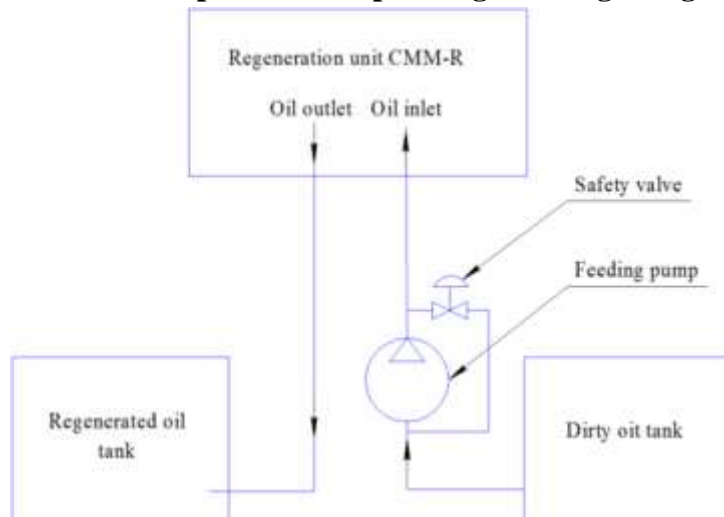 Regeneration unit CMM-R
Oil outlet Oil inlet
Safety valve
Feeding pump
Regenerated oil
tank
Dirty oit tank